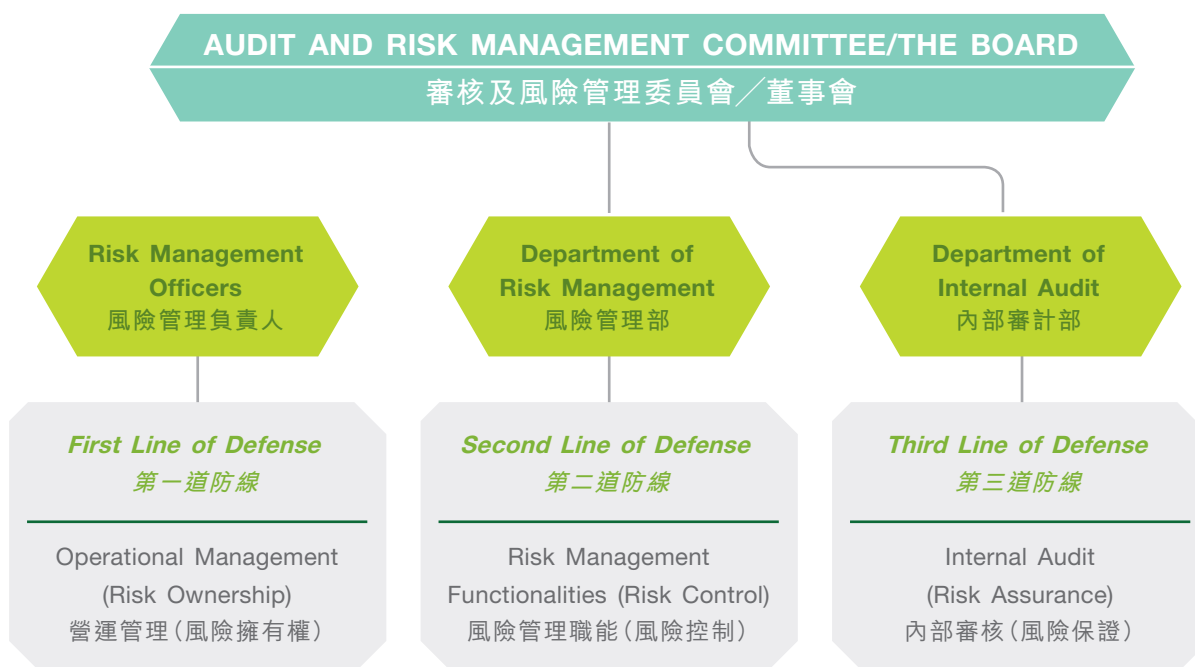 AUDIT AND RISK MANAGEMENT COMMITTEE/THE BOARD
審核及風險管理委員會╱董事會
Risk Management
Officers
風險管理負責人
Department of
Risk Management
風險管理部
Department of
Internal Audit
內部審計部
First Line of Defense
第一道防線
Operational Management
(Risk Ownership)
營運管理(風險擁有權)
Second Line of Defense
第二道防線
Risk Management
Functionalities (Risk Control)
風險管理職能(風險控制)
Third Line of Defense
第三道防線
Internal Audit
(Risk Assurance)
內部審核(風險保證)